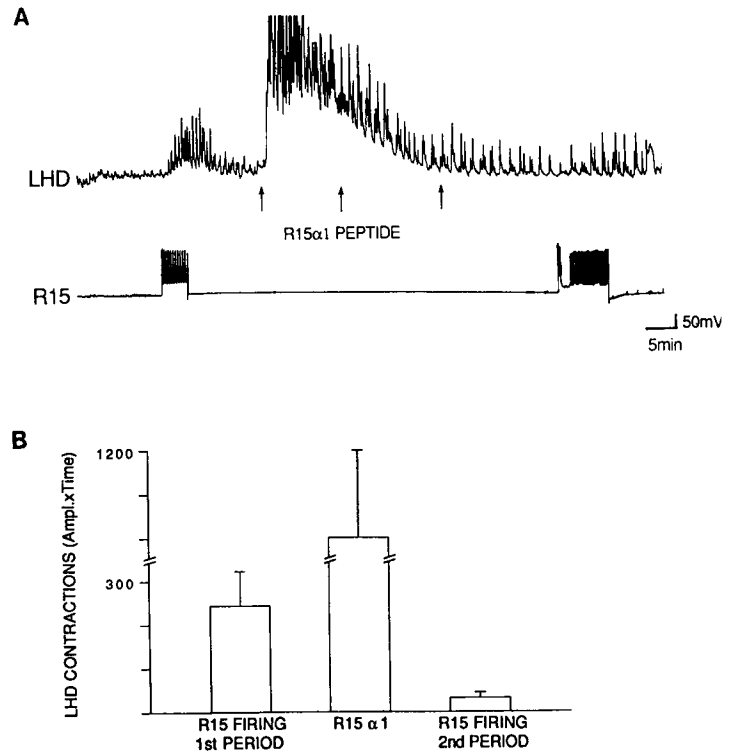 A
LHD
R15α1 PEPTIDE
R15
50mV
5min
B
LHD CONTRACTIONS (Ampl.xTime)
1200
300
R15 FIRING
1st PERIOD
R15 α1
R15 FIRING
2nd PERIOD